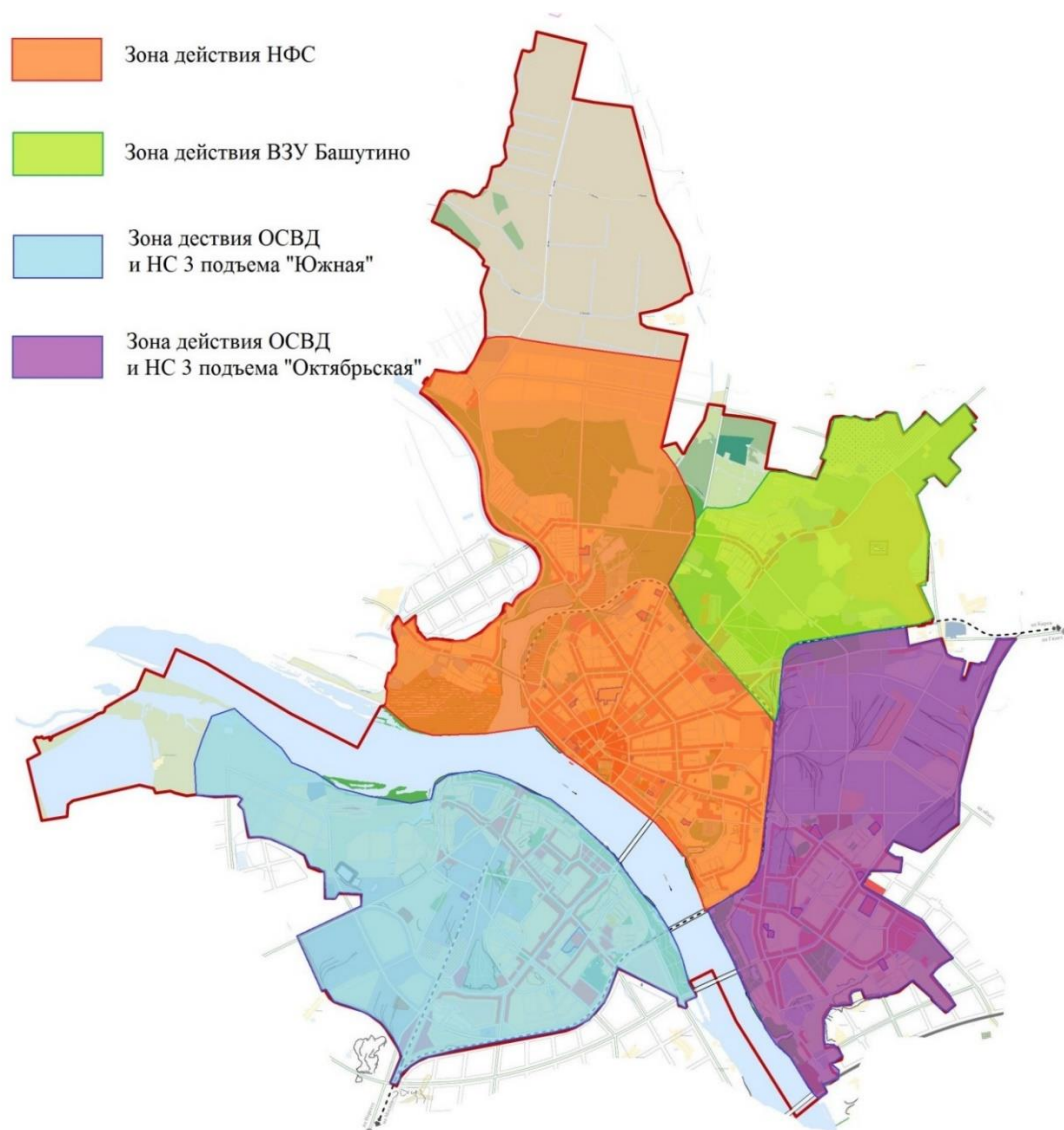 Зона действия НФС
Зона действия ВЗУ Башутино
Зона дествия ОСВД
и НС 3 подъема "Южная"
Зона действия ОСВД
и НС 3 подъема "Октябрьская"